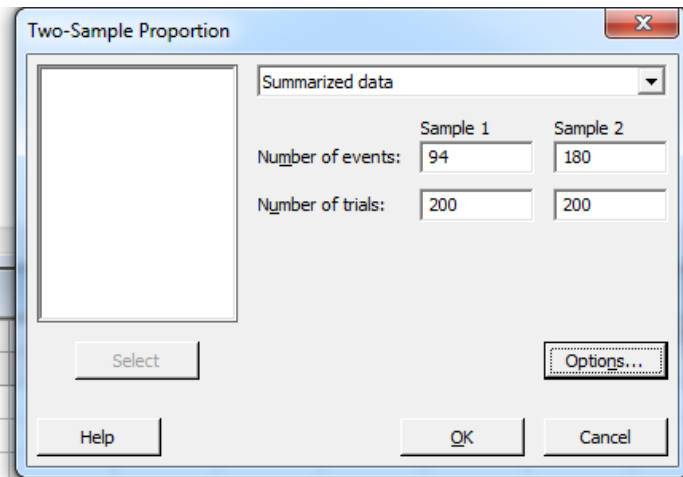 Two-Sample Proportion
Summarized data
Sample 1 Sample 2
Number of events: 94 180
Number of trials: 200 200
Select
Options...
Help OK Cancel